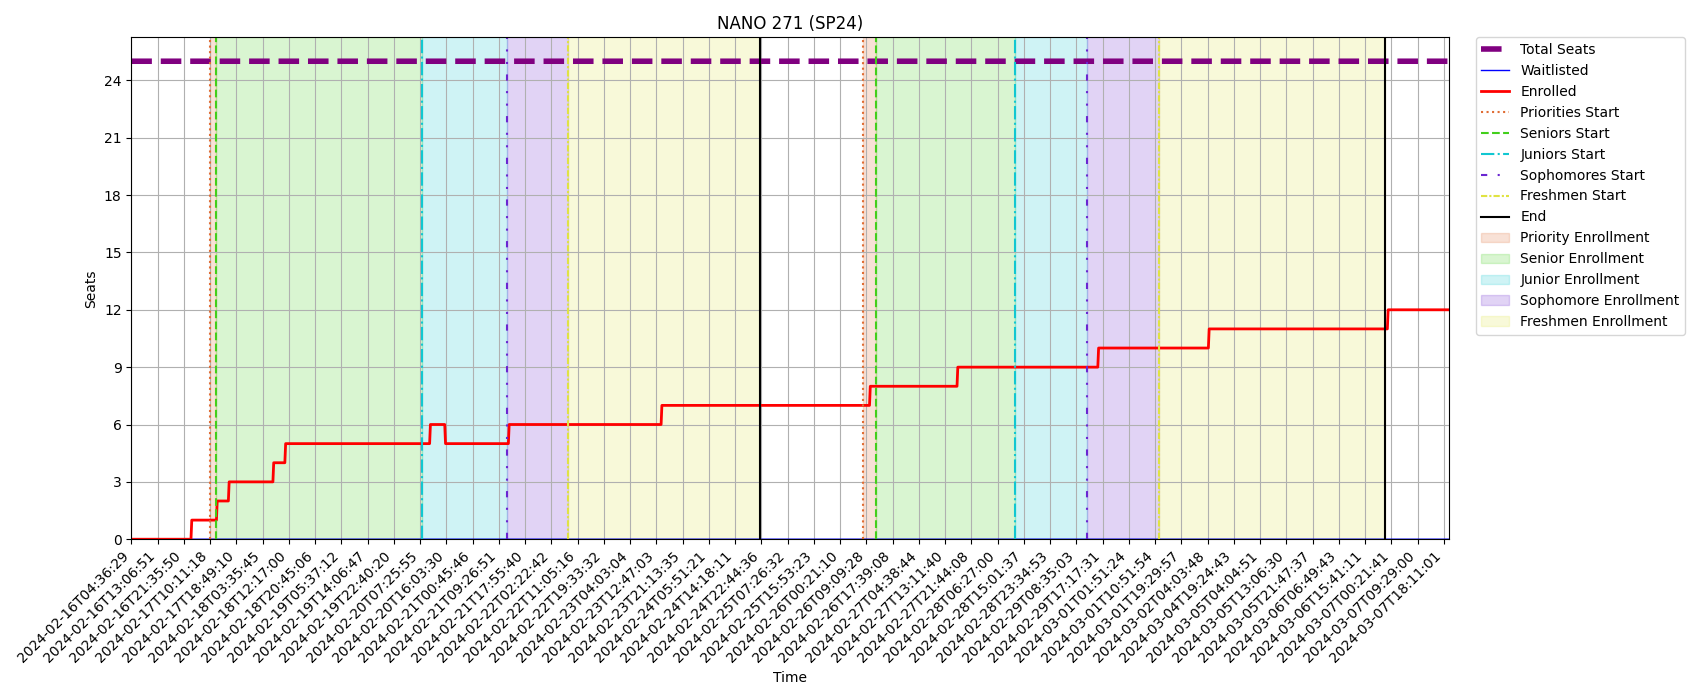 NANO 271 (SP24)
Seats
24
21
18
15
12
9
6
3
0
2024-02-16T04:36:29
2024-02-16T13:06:51
2024-02-16T21:35:50
2024-02-17T10:11:18
2024-02-17T18:49:10
2024-02-18T03:35:45
2024-02-18T12:17:00
2024-02-18T20:45:06
2024-02-19T05:37:12
2024-02-19T14:06:47
2024-02-19T22:40:20
2024-02-20T07:25:55
2024-02-20T16:03:30
2024-02-21T00:45:46
2024-02-21T09:26:51
2024-02-21T17:55:40
2024-02-22T02:22:42
2024-02-22T11:05:16
2024-02-22T19:33:32
2024-02-23T04:03:04
2024-02-23T12:47:03
2024-02-23T21:13:35
2024-02-24T05:51:21
2024-02-24T14:18:11
2024-02-24T22:44:36
2024-02-25T07:26:32
2024-02-25T15:53:23
2024-02-26T00:21:10
2024-02-26T09:09:28
2024-02-26T17:39:08
2024-02-27T04:38:44
2024-02-27T13:11:40
2024-02-27T21:44:08
2024-02-28T06:27:00
2024-02-28T15:01:37
2024-02-28T23:34:53
2024-02-29T08:35:03
2024-02-29T17:17:31
2024-03-01T01:51:24
2024-03-01T10:51:54
2024-03-01T19:29:57
2024-03-02T04:03:48
2024-03-04T19:24:43
2024-03-05T04:04:51
2024-03-05T13:06:30
2024-03-05T21:47:37
2024-03-06T06:49:43
2024-03-06T15:41:11
2024-03-07T00:21:41
2024-03-07T09:29:00
2024-03-07T18:11:01
Time
Total Seats
Waitlisted
Enrolled
Priorities Start
Seniors Start
Juniors Start
Sophomores Start
Freshmen Start
End
Priority Enrollment
Senior Enrollment
Junior Enrollment
Sophomore Enrollment
Freshmen Enrollment